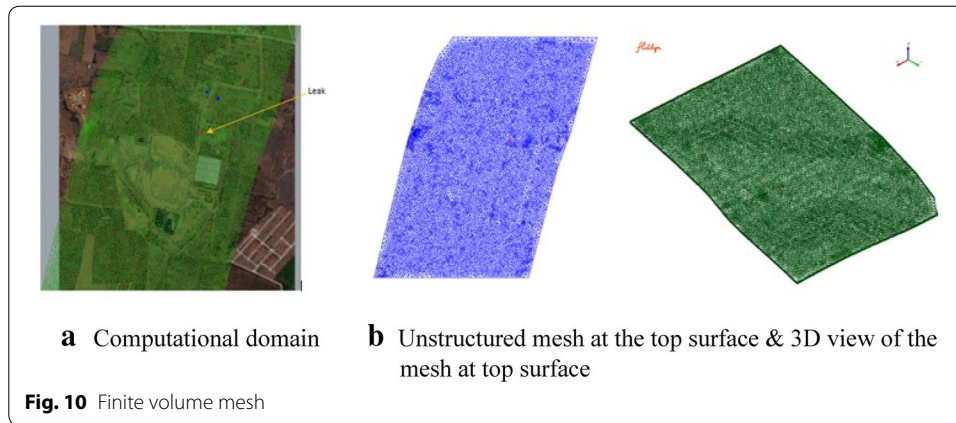 Leak
a Computational domain
b Unstructured mesh at the top surface & 3D view of the
mesh at top surface
Fig. 10 Finite volume mesh